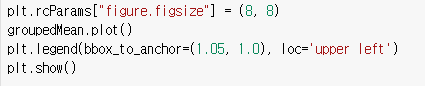 plt.rcParams["figure.figsize"] = (8, 8)
groupedMean.plot()
plt.legend(bbox_to_anchor=(1.05, 1.0), loc='upper left')
plt.show()